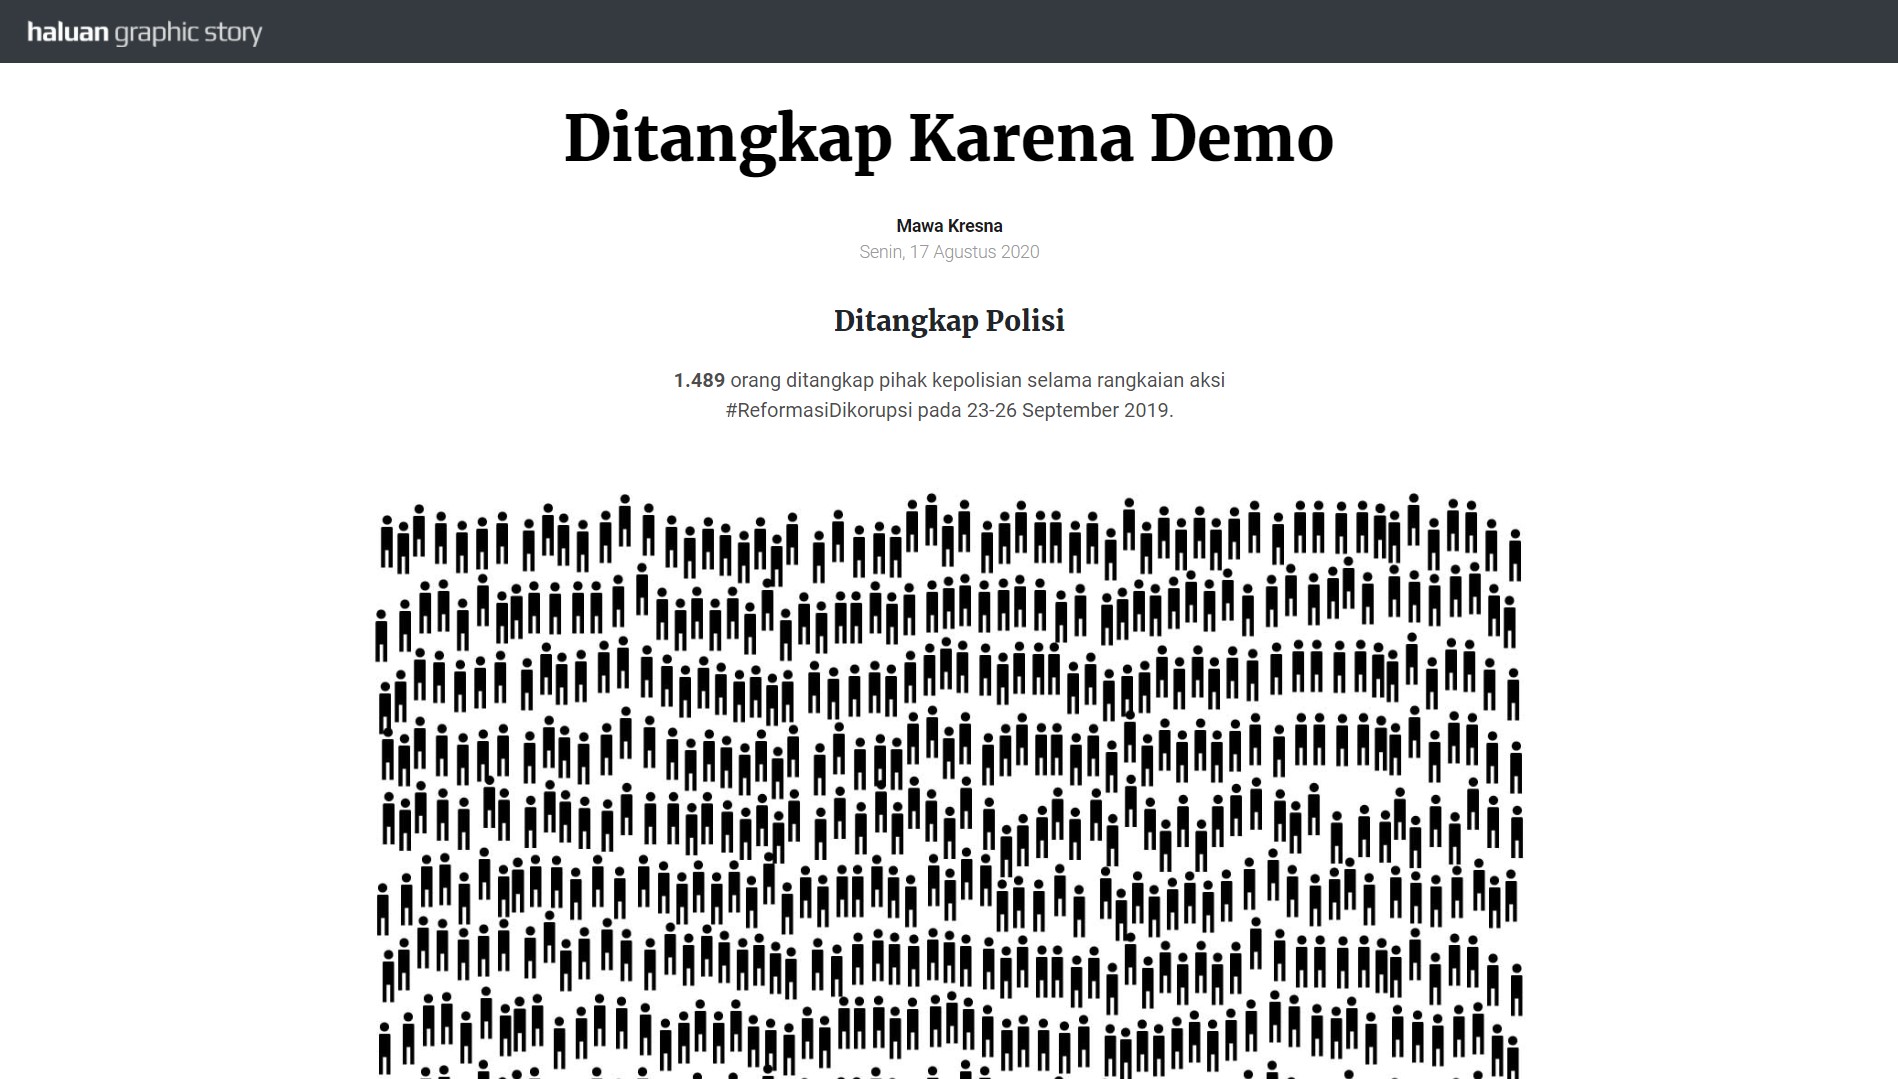 haluan graphic story
Ditangkap Karena Demo
Mawa Kresna
Senin, 17 Agustus 2020
Ditangkap Polisi
1.489 orang ditangkap pihak kepolisian selama rangkaian aksi
#ReformasiDikorupsi pada 23-26 September 2019.